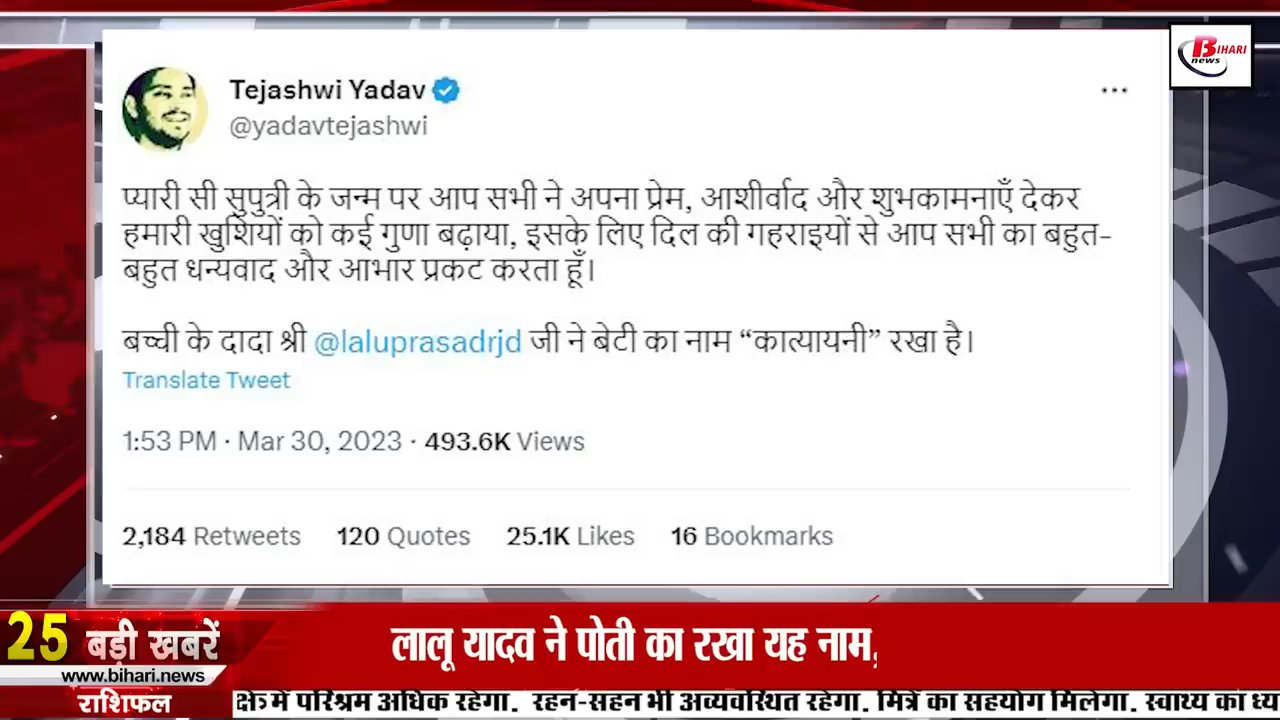 BIHARI
news
Tejashwi Yadav
@yadavtejashwi
प्यारी सी सुपुत्री के जन्म पर आप सभी ने अपना प्रेम, आशीर्वाद और शुभकामनाएँ देकर
हमारी खुशियों को कई गुणा बढ़ाया, इसके लिए दिल की गहराइयों से आप सभी का बहुत-
बहुत धन्यवाद और आभार प्रकट करता हूँ।
बच्ची के दादा श्री @laluprasadrjd जी ने बेटी का नाम “कात्यायनी” रखा है।
Translate Tweet
1:53 PM · Mar 30, 2023 · 493.6K Views
2,184 Retweets 120 Quotes 25.1K Likes 16 Bookmarks
25 बड़ी खबरें
लालू यादव ने पोती का रखा यह नाम,
www.bihari.news
राशिफल
में परिश्रम अधिक रहेगा. रहन-सहन भी अव्यवस्थित रहेगा. मित्रें का सहयोग मिलेगा. स्वाथ्य का